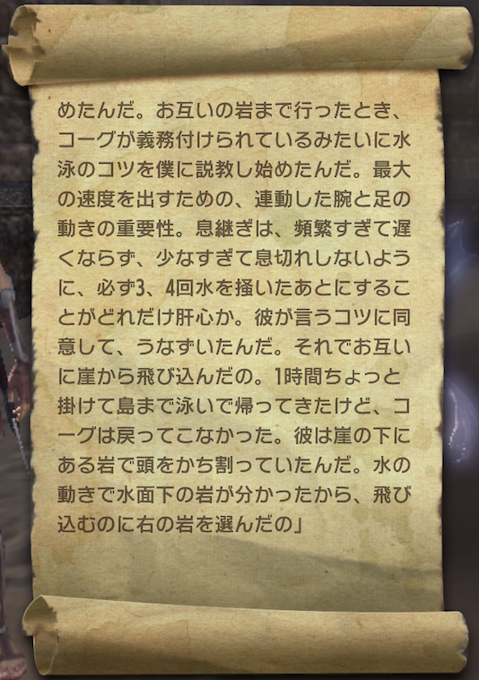 めたんだ。お互いの岩まで行ったとき、
コーグが義務付けられているみたいに水
泳のコツを僕に説教し始めたんだ。最大
の速度を出すための、連動した腕と足の
動きの重要性。息継ぎは、頻繁すぎて遅
くならず、少なすぎて息切れしないよう
に、必ず3、4回水を掻いたあとにするこ
とがどれだけ肝心か。彼が言うコツに同
意して、うなずいたんだ。それでお互い
に崖から飛び込んだの。1時間ちょっと
掛けて島まで泳いで帰ってきたけど、コ
ーグは戻ってこなかった。彼は崖の下に
ある岩で頭をかち割っていたんだ。水の
動きで水面下の岩が分かったから、飛び
込むのに右の岩を選んだの」